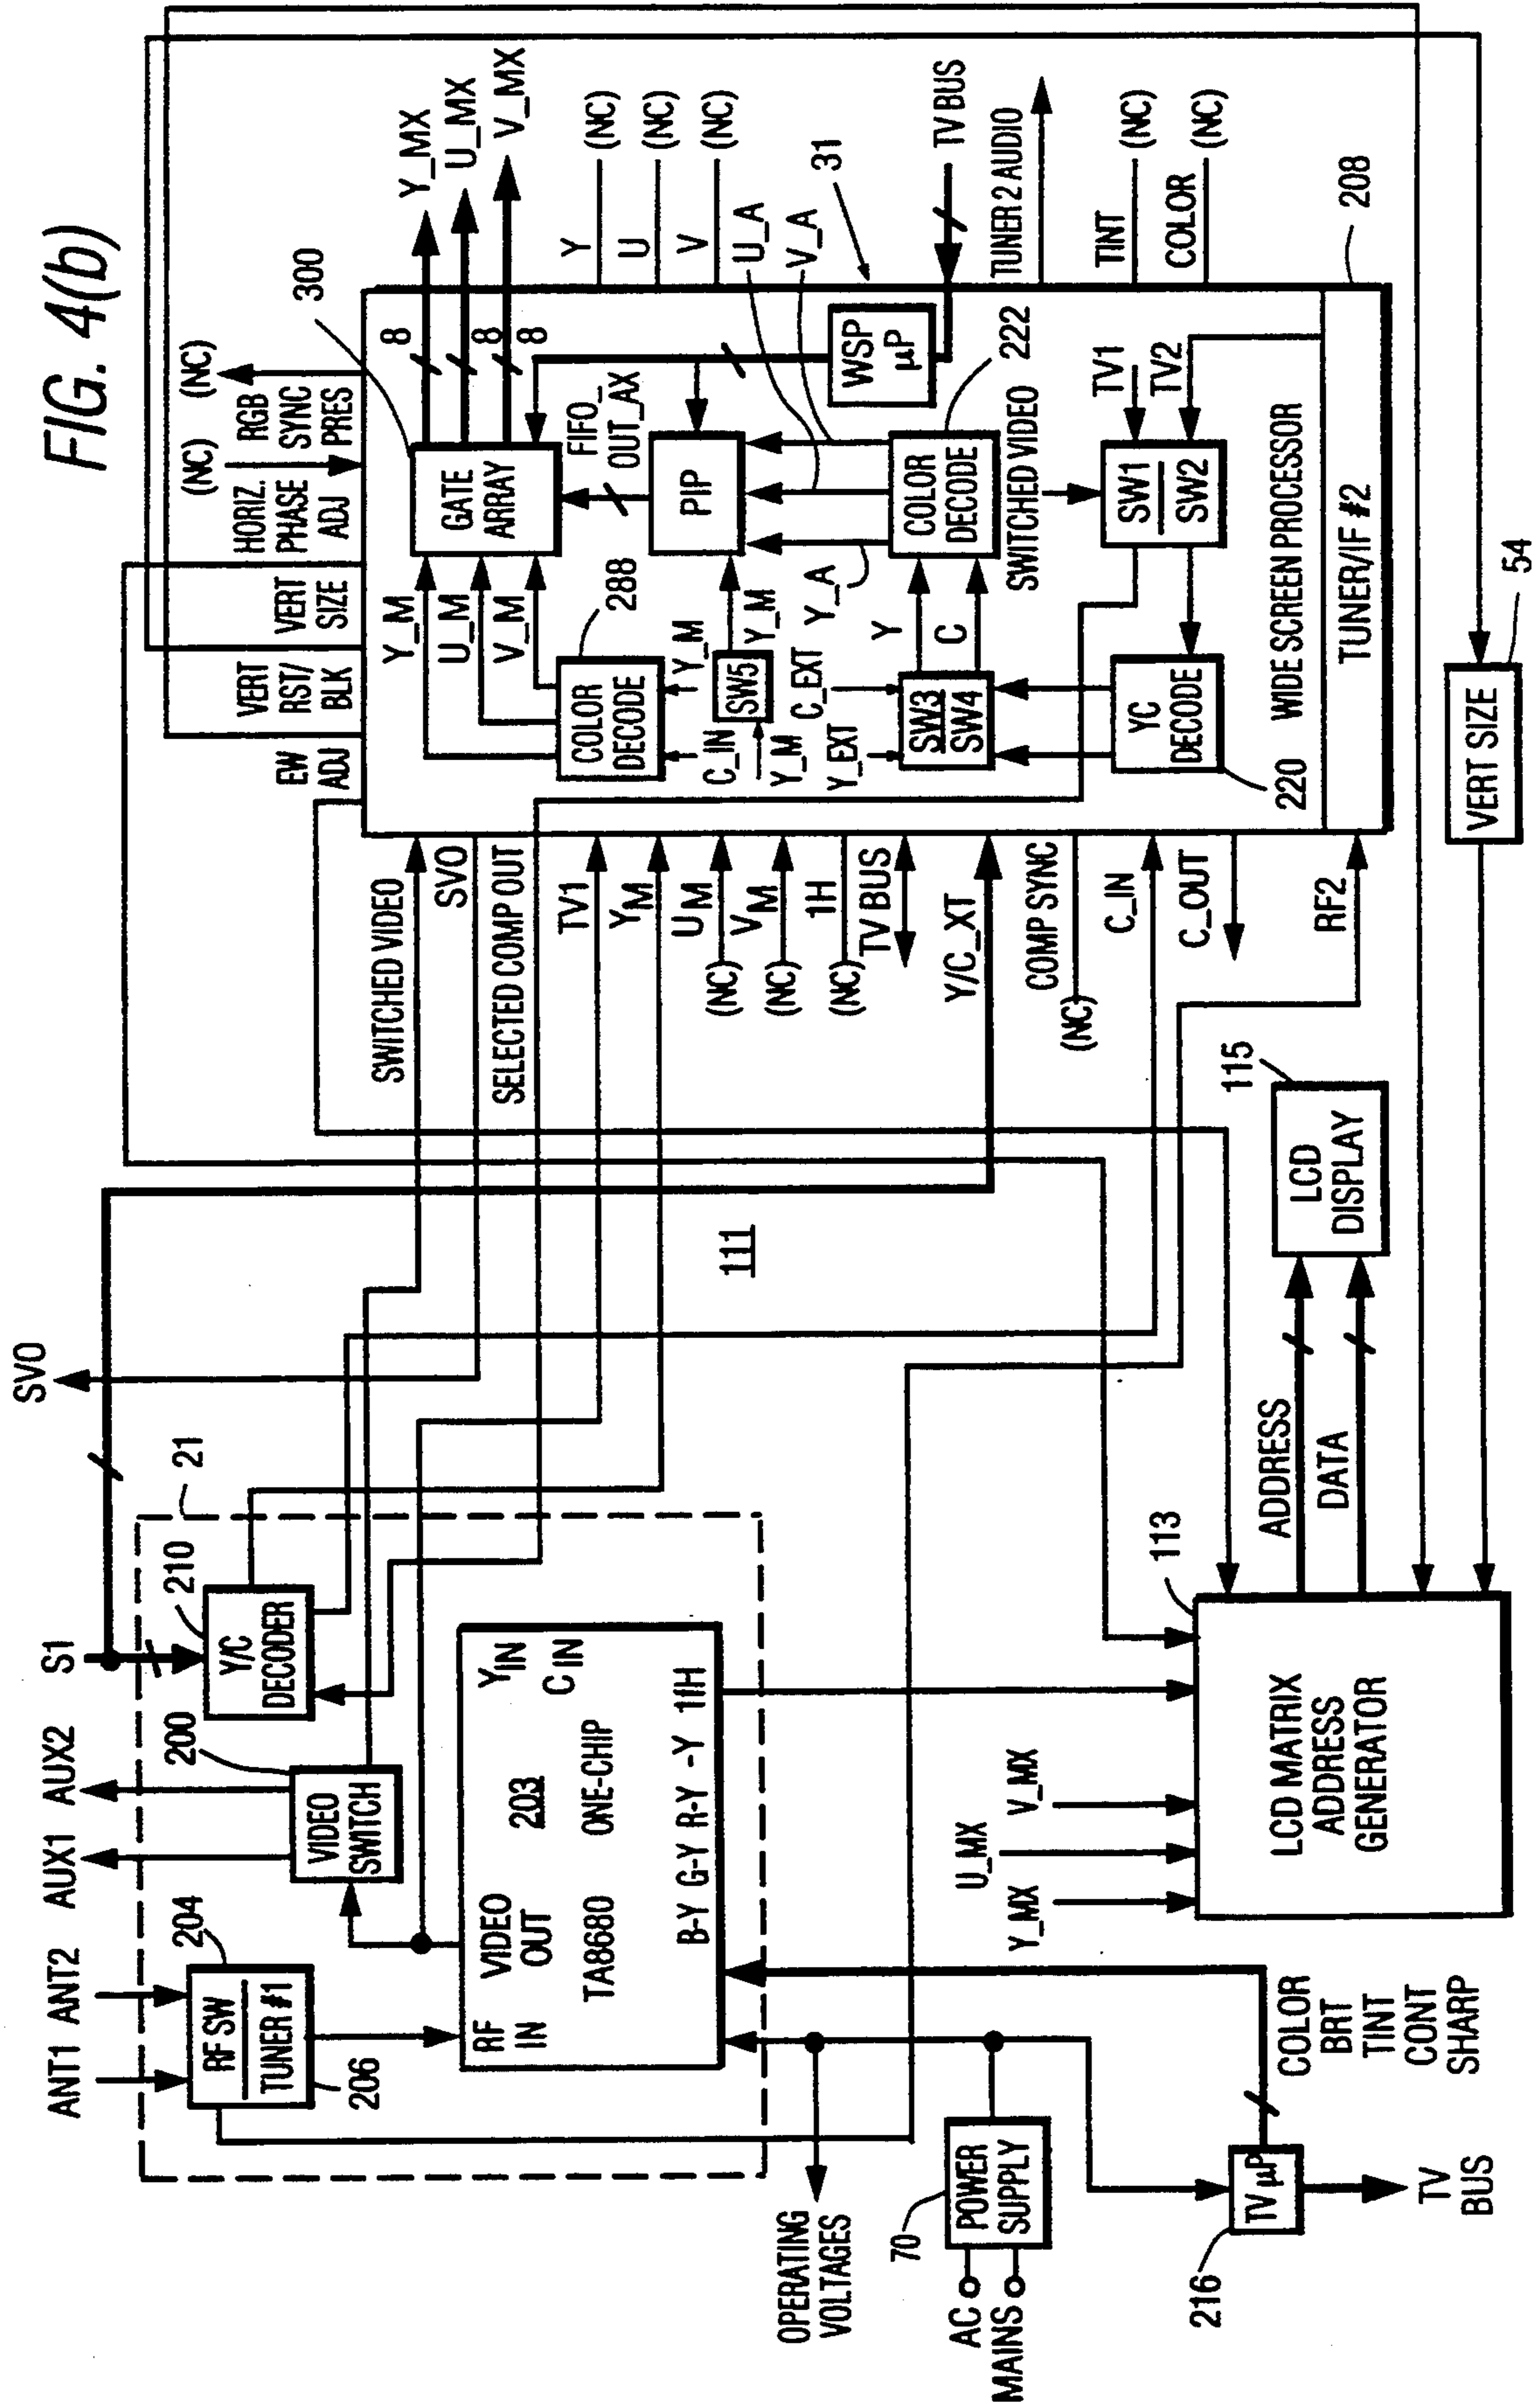 FIG. 4(b)
ANT1
ANT2
AUX1
AUX2
S1
SVO
204
RF SW
TUNER #1
206
200
VIDEO
SWITCH
210
Y/C
DECODER
21
RF
IN
VIDEO
OUT
203
YIN
C IN
TA8680
ONE-CHIP
B-Y G-Y R-Y -Y 1fH
OPERATING
VOLTAGES
70
POWER
SUPPLY
AC
MAINS
216
TV µP
TV
BUS
COLOR
BRT
TINT
CONT
SHARP
Y_MX
U_MX
V_MX
113
LCD MATRIX
ADDRESS
GENERATOR
ADDRESS
DATA
115
LCD
DISPLAY
111
54
VERT SIZE
SWITCHED VIDEO
SVO
SELECTED COMP OUT
TV1
YM
UM
(NC)
VM
(NC)
1H
(NC)
TV BUS
Y/C_XT
COMP SYNC
(NC)
C_IN
C_OUT
RF2
EW
ADJ
VERT
RST/
BLK
VERT
SIZE
HORIZ.
PHASE
ADJ
(NC)
RGB
SYNC
PRES
(NC)
300
Y_M
U_M
V_M
GATE
ARRAY
8
8
8
Y_MX
U_MX
V_MX
288
COLOR
DECODE
C_IN
Y_M
FIFO_
OUT_AX
Y_M
SW5
Y_M
PIP
Y
(NC)
U
(NC)
V
(NC)
U_A
V_A
31
Y_EXT
C_EXT
SW3
SW4
Y
C
Y_A
COLOR
DECODE
222
WSP
µP
TV BUS
TUNER 2 AUDIO
SWITCHED VIDEO
220
YC
DECODE
SW1
SW2
TV1
TV2
TINT
(NC)
COLOR
(NC)
WIDE SCREEN PROCESSOR
TUNER/IF #2
208